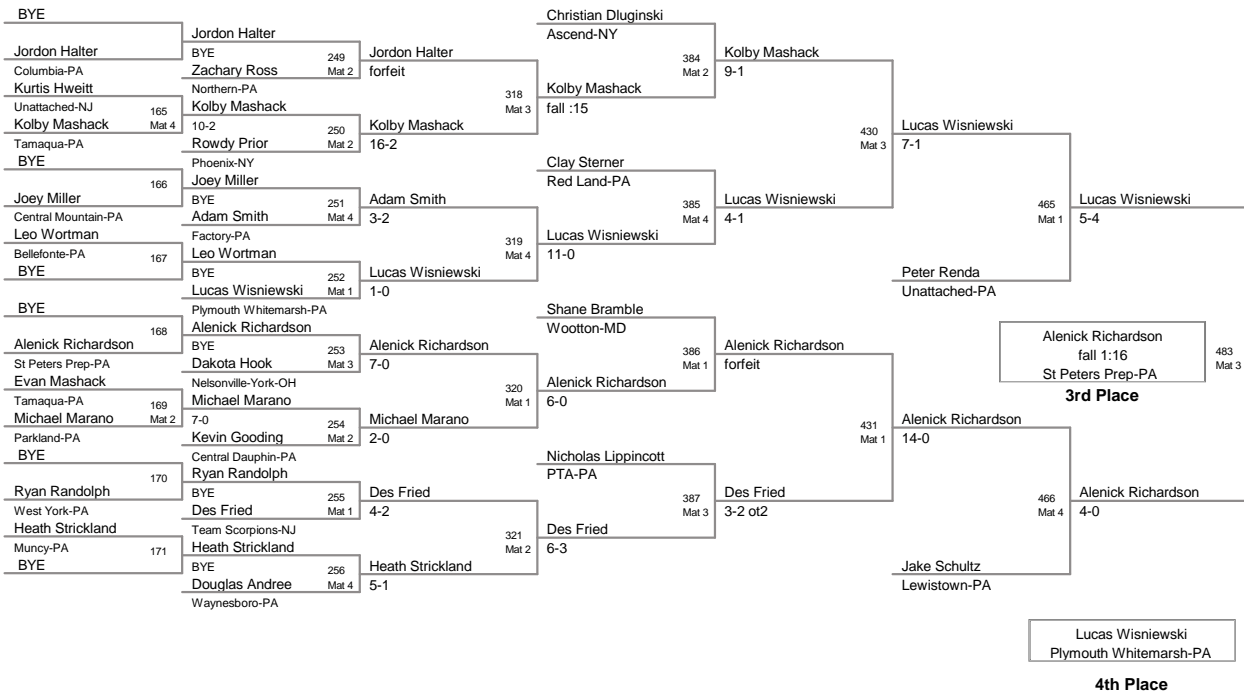 BYE
Jordon Halter
Columbia-PA
Kurtis Hweitt
Unattached-NJ
165
Mat 4
Kolby Mashack
Tamaqua-PA
BYE
166
Joey Miller
Central Mountain-PA
Leo Wortman
Bellefonte-PA
167
BYE
BYE
168
Alenick Richardson
St Peters Prep-PA
Evan Mashack
Tamaqua-PA
169
Mat 2
Michael Marano
Parkland-PA
BYE
170
Ryan Randolph
West York-PA
Heath Strickland
Muncy-PA
171
BYE
Jordon Halter
BYE
249
Mat 2
Zachary Ross
Northern-PA
Kolby Mashack
10-2
250
Mat 2
Rowdy Prior
Phoenix-NY
Joey Miller
BYE
251
Mat 4
Adam Smith
Factory-PA
Leo Wortman
BYE
252
Mat 1
Lucas Wisniewski
Plymouth Whitemarsh-PA
Alenick Richardson
BYE
253
Mat 3
Dakota Hook
Nelsonville-York-OH
Michael Marano
7-0
254
Mat 2
Kevin Gooding
Central Dauphin-PA
Ryan Randolph
BYE
255
Mat 1
Des Fried
Team Scorpions-NJ
Heath Strickland
BYE
256
Mat 4
Douglas Andree
Waynesboro-PA
Jordon Halter
forfeit
318
Mat 3
Kolby Mashack
16-2
Adam Smith
3-2
319
Mat 4
Lucas Wisniewski
1-0
Alenick Richardson
7-0
320
Mat 1
Michael Marano
2-0
Des Fried
4-2
321
Mat 2
Heath Strickland
5-1
Christian Dluginski
Ascend-NY
384
Mat 2
Kolby Mashack
fall :15
Clay Sterner
Red Land-PA
385
Mat 4
Lucas Wisniewski
11-0
Shane Bramble
Wootton-MD
386
Mat 1
Alenick Richardson
6-0
Nicholas Lippincott
PTA-PA
387
Mat 3
Des Fried
6-3
Kolby Mashack
9-1
430
Mat 3
Lucas Wisniewski
4-1
Alenick Richardson
forfeit
431
Mat 1
Des Fried
3-2 ot2
Lucas Wisniewski
7-1
465
Mat 1
Peter Renda
Unattached-PA
Alenick Richardson
14-0
466
Mat 4
Jake Schultz
Lewistown-PA
Lucas Wisniewski
5-4
Alenick Richardson
fall 1:16
St Peters Prep-PA
483
Mat 3
3rd Place
Alenick Richardson
4-0
Lucas Wisniewski
Plymouth Whitemarsh-PA
4th Place